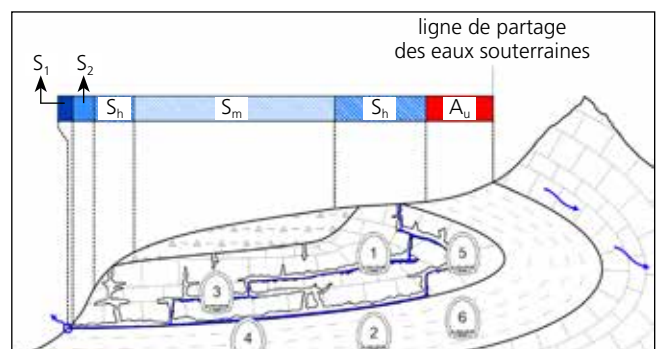 ligne de partage
des eaux souterraines
S₁ S₂
Sₕ Sₘ Sₕ Aᵤ
1 5
3
6
4 2